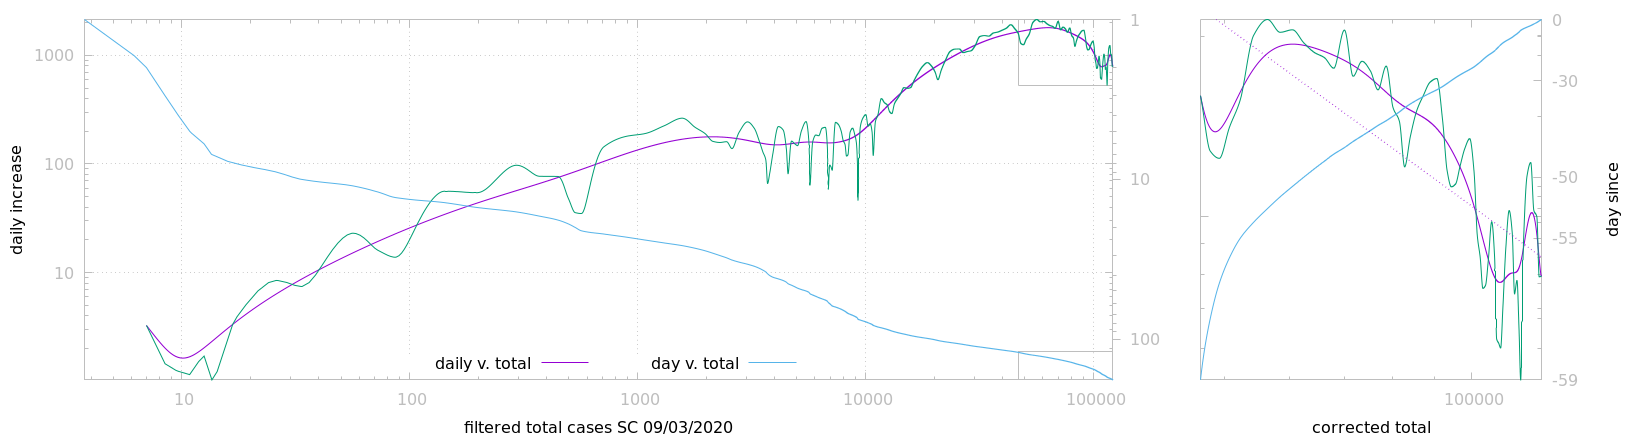 1000
100
10
daily increase
10
100
1000
10000
100000
filtered total cases SC 09/03/2020
daily v. total
day v. total
1
10
100
0
-30
-50
-55
-59
day since
100000
corrected total